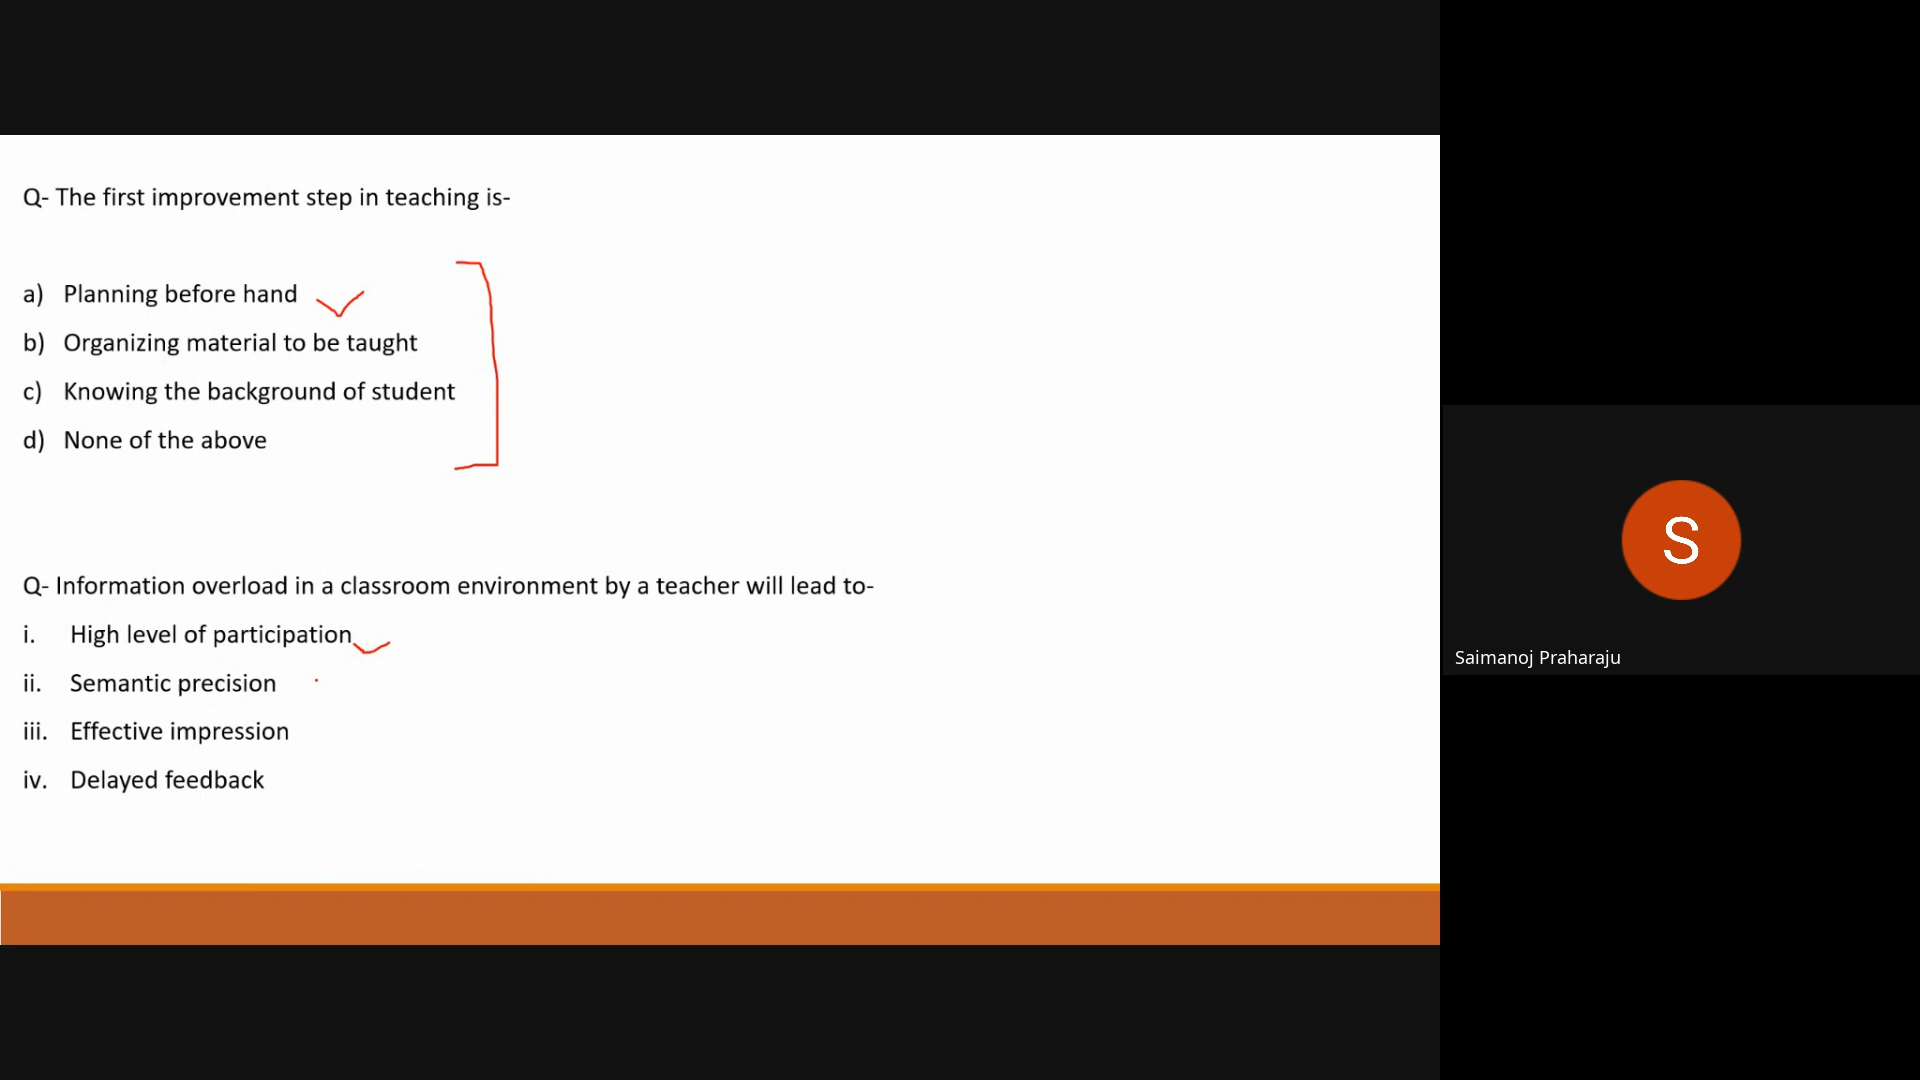 Q- The first improvement step in teaching is-
a) Planning before hand
b) Organizing material to be taught
c) Knowing the background of student
d) None of the above
Q- Information overload in a classroom environment by a teacher will lead to-
i. High level of participation
ii. Semantic precision
iii. Effective impression
iv. Delayed feedback
S
Saimanoj Praharaju